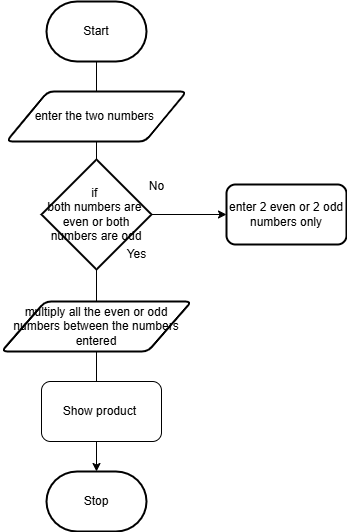 Start
enter the two numbers
if
both numbers are
even or both
numbers are odd
No
enter 2 even or 2 odd
numbers only
Yes
multiply all the even or odd
numbers between the numbers
entered
Show product
Stop